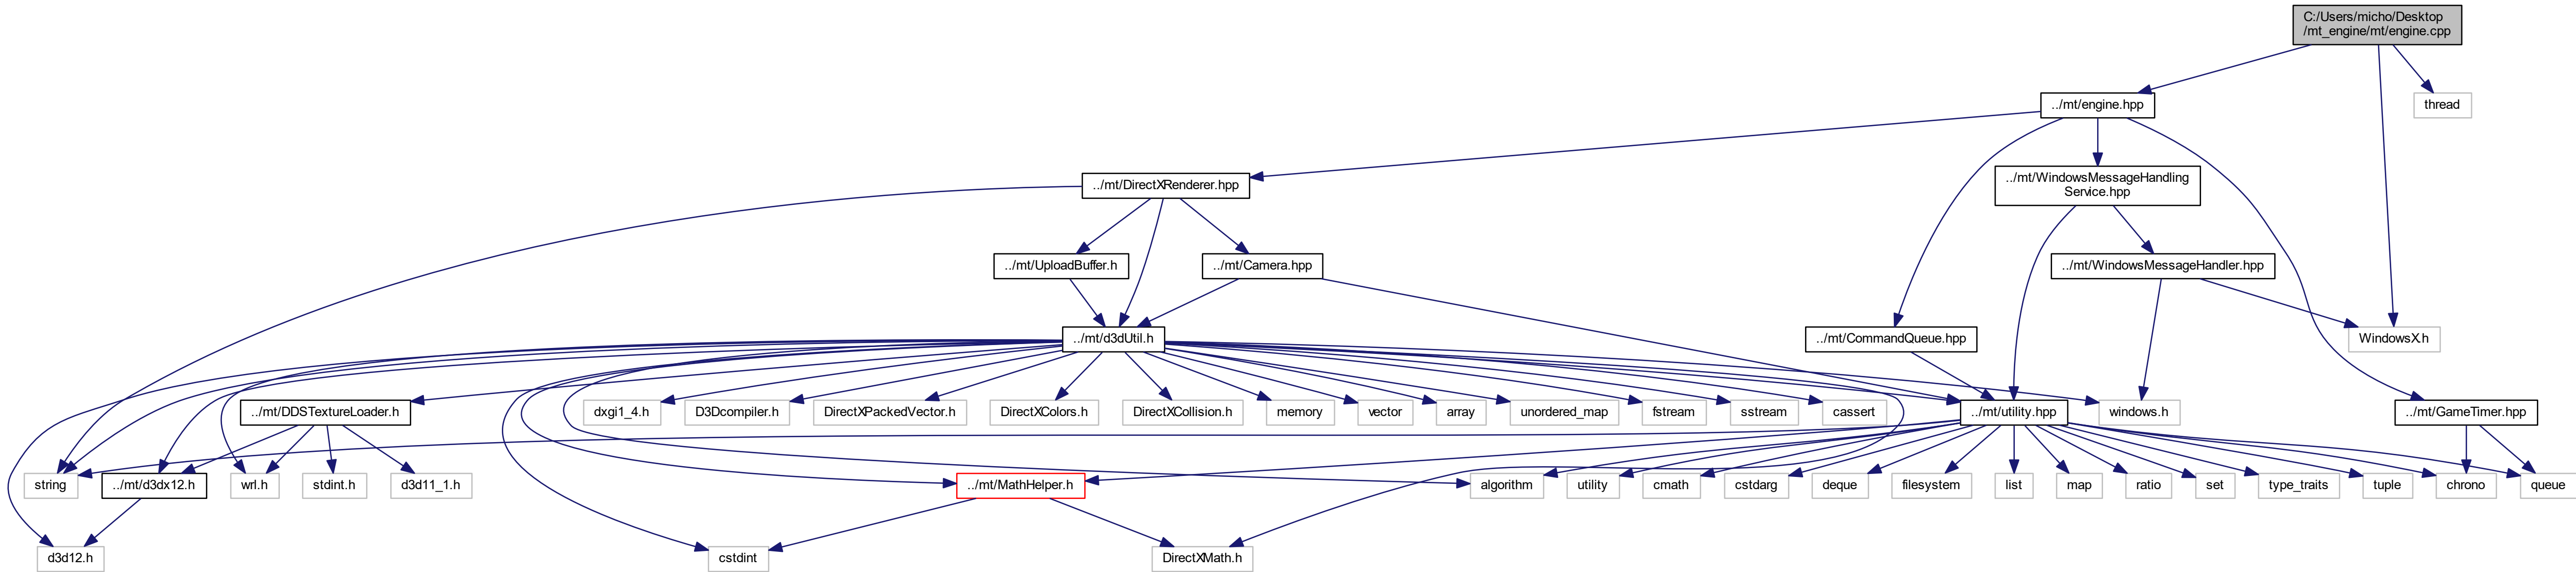 C:/Users/micho/Desktop
/mt_engine/mt/engine.cpp
../mt/engine.hpp
thread
../mt/DirectXRenderer.hpp
../mt/WindowsMessageHandling
Service.hpp
../mt/UploadBuffer.h
../mt/Camera.hpp
../mt/WindowsMessageHandler.hpp
../mt/d3dUtil.h
../mt/CommandQueue.hpp
WindowsX.h
../mt/DDSTextureLoader.h
dxgi1_4.h
D3Dcompiler.h
DirectXPackedVector.h
DirectXColors.h
DirectXCollision.h
memory
vector
array
unordered_map
fstream
sstream
cassert
../mt/utility.hpp
windows.h
../mt/GameTimer.hpp
string
../mt/d3dx12.h
wrl.h
stdint.h
d3d11_1.h
../mt/MathHelper.h
algorithm
utility
cmath
cstdarg
deque
filesystem
list
map
ratio
set
type_traits
tuple
chrono
queue
d3d12.h
cstdint
DirectXMath.h